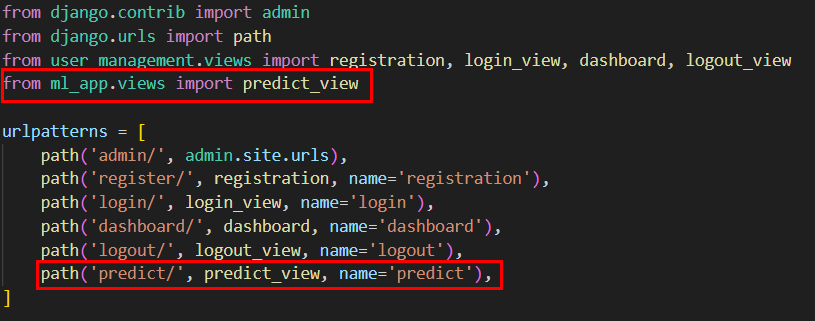 from django.contrib import admin
from django.urls import path
from user_management.views import registration, login_view, dashboard, logout_view
from ml_app.views import predict_view
urlpatterns = [
path('admin/', admin.site.urls),
path('register/', registration, name='registration'),
path('login/', login_view, name='login'),
path('dashboard/', dashboard, name='dashboard'),
path('logout/', logout_view, name='logout'),
path('predict/', predict_view, name='predict'),
]